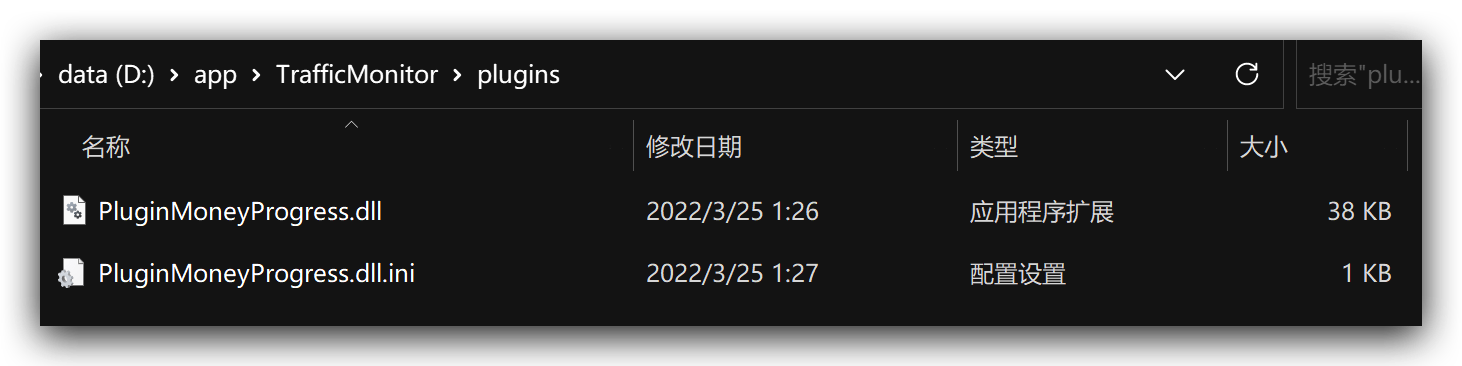 data (D:) › app › TrafficMonitor › plugins 搜索"plu...
名称 修改日期 类型 大小
PluginMoneyProgress.dll 2022/3/25 1:26 应用程序扩展 38 KB
PluginMoneyProgress.dll.ini 2022/3/25 1:27 配置设置 1 KB